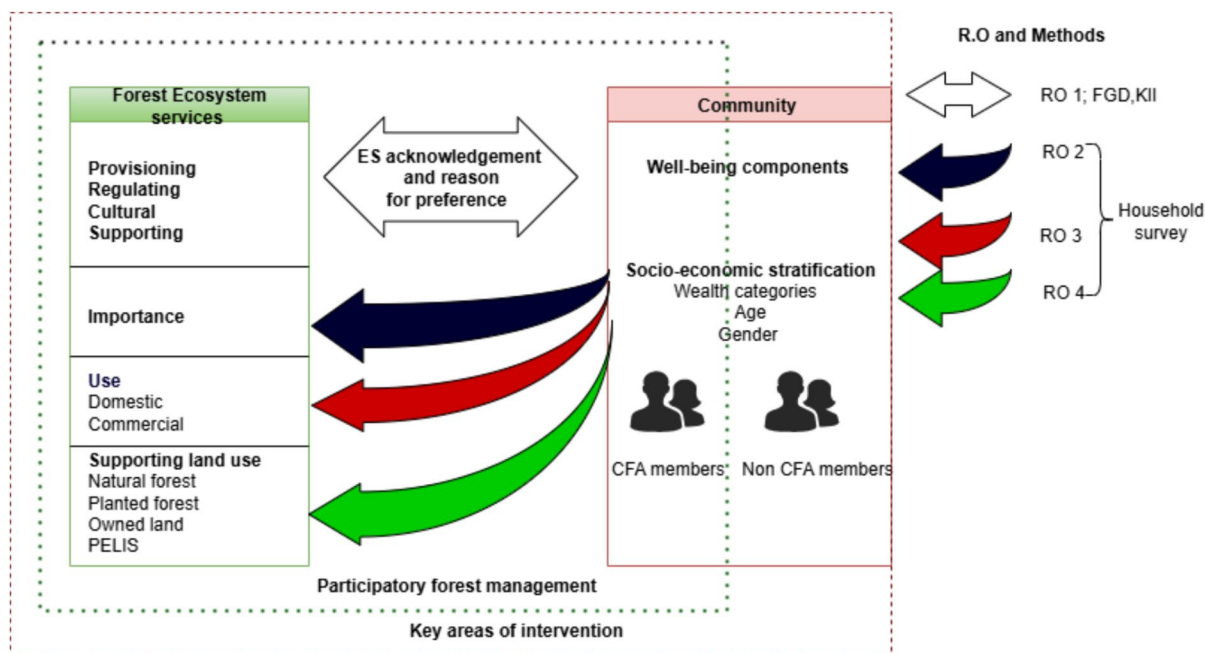 R.O and Methods
Forest Ecosystem
services
Provisioning
Regulating
Cultural
Supporting
Importance
Use
Domestic
Commercial
Supporting land use
Natural forest
Planted forest
Owned land
PELIS
ES acknowledgement
and reason
for preference
Community
Well-being components
Socio-economic stratification
Wealth categories
Age
Gender
CFA members
Non CFA members
RO 1; FGD,KII
RO 2
RO 3
RO 4
Household
survey
Participatory forest management
Key areas of intervention